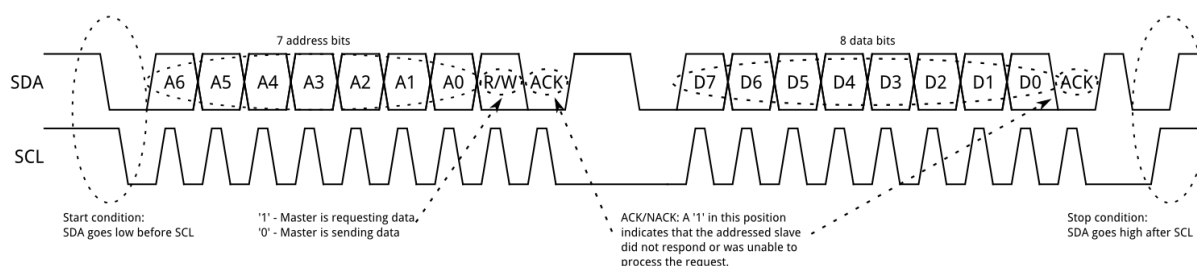 7 address bits
8 data bits
SDA
A6 A5 A4 A3 A2 A1 A0 R/W ACK
D7 D6 D5 D4 D3 D2 D1 D0 ACK
SCL
Start condition:
SDA goes low before SCL
'1' - Master is requesting data,
'0' - Master is sending data
ACK/NACK: A '1' in this position
indicates that the addressed slave
did not respond or was unable to
process the request.
Stop condition:
SDA goes high after SCL